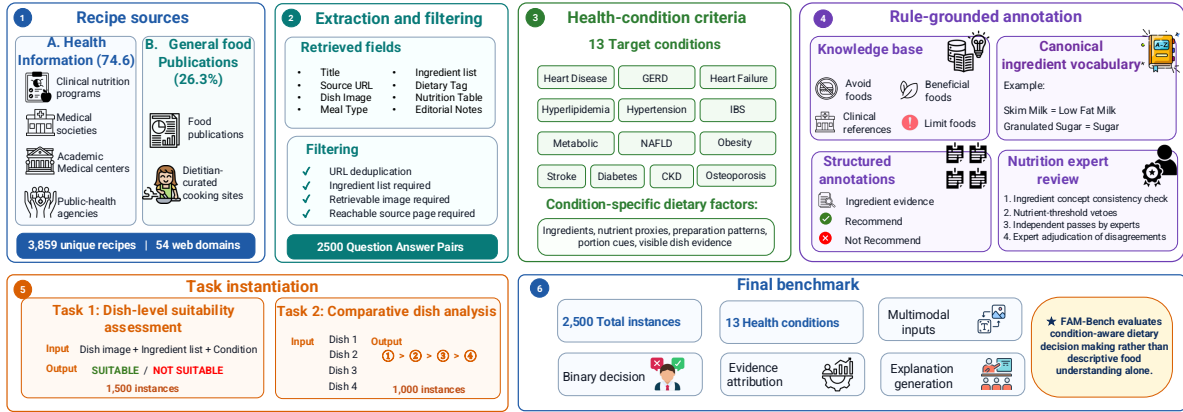 1
Recipe sources
A. Health
Information (74.6)
Clinical nutrition
programs
Medical
societies
Academic
Medical centers
Public-health
agencies
B. General food
Publications
(26.3%)
Food
publications
Dietitian-
curated
cooking sites
3,859 unique recipes | 54 web domains
2
Extraction and filtering
Retrieved fields
• Title
• Source URL
• Dish Image
• Meal Type
• Ingredient list
• Dietary Tag
• Nutrition Table
• Editorial Notes
Filtering
✓ URL deduplication
✓ Ingredient list required
✓ Retrievable image required
✓ Reachable source page required
2500 Question Answer Pairs
3
Health-condition criteria
13 Target conditions
Heart Disease
GERD
Heart Failure
Hyperlipidemia
Hypertension
IBS
Metabolic
NAFLD
Obesity
Stroke
Diabetes
CKD
Osteoporosis
Condition-specific dietary factors:
Ingredients, nutrient proxies, preparation patterns,
portion cues, visible dish evidence
4
Rule-grounded annotation
Knowledge base
Avoid
foods
Beneficial
foods
Clinical
references
Limit foods
Canonical
ingredient vocabulary
A-Z
Example:
Skim Milk = Low Fat Milk
Granulated Sugar = Sugar
Structured
annotations
Ingredient evidence
Recommend
Not Recommend
Nutrition expert
review
1. Ingredient concept consistency check
2. Nutrient-threshold vetoes
3. Independent passes by experts
4. Expert adjudication of disagreements
5
Task instantiation
Task 1: Dish-level suitability
assessment
Input Dish image + Ingredient list + Condition
Output SUITABLE / NOT SUITABLE
1,500 instances
Task 2: Comparative dish analysis
Input
Dish 1
Dish 2
Dish 3
Dish 4
Output
1 > 2 > 3 > 4
1,000 instances
6
Final benchmark
2,500 Total instances
13 Health conditions
Multimodal
inputs
T
Binary decision
Evidence
attribution
Explanation
generation
★ FAM-Bench evaluates
condition-aware dietary
decision making rather than
descriptive food
understanding alone.